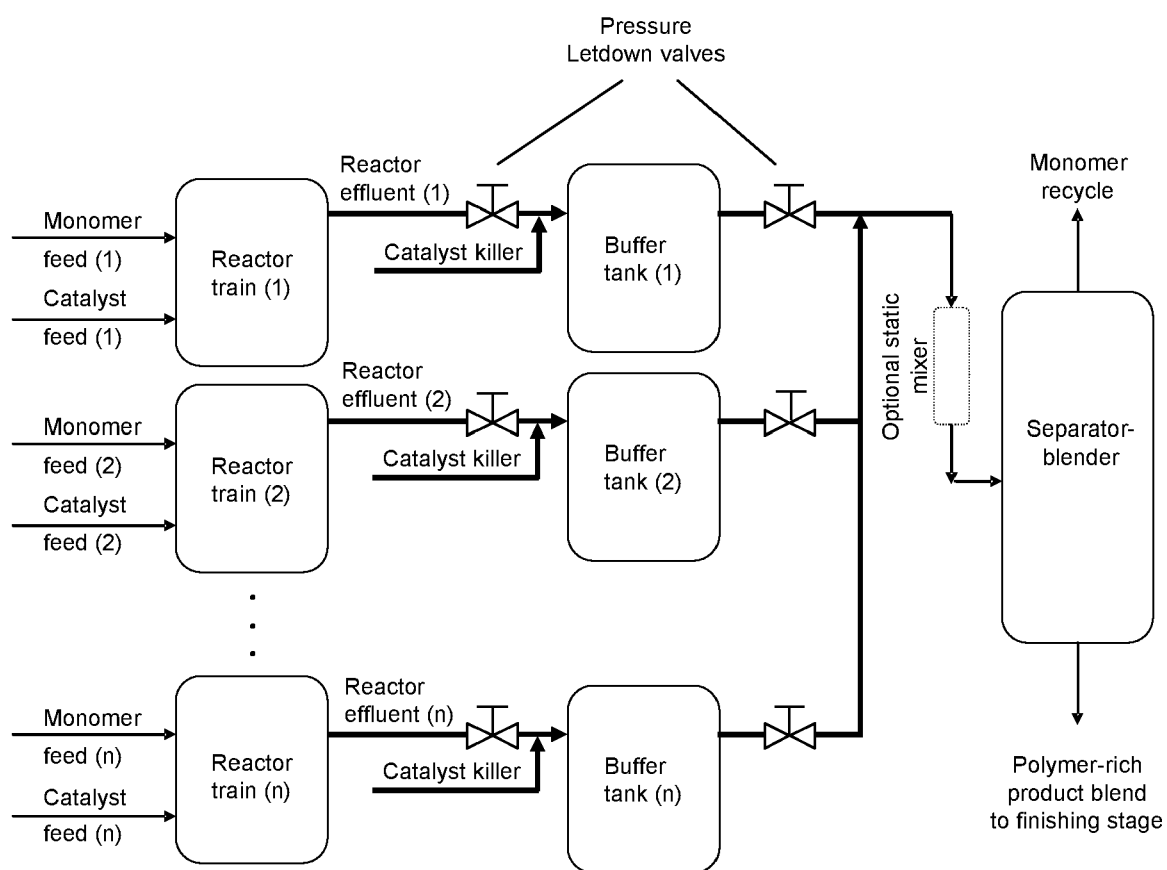 Pressure
Letdown valves
Reactor
effluent (1)
Monomer
recycle
Monomer
feed (1)
Catalyst
feed (1)
Reactor
train (1)
Catalyst killer
Buffer
tank (1)
Optional static
mixer
Reactor
effluent (2)
Monomer
feed (2)
Catalyst
feed (2)
Reactor
train (2)
Catalyst killer
Buffer
tank (2)
Separator-
blender
Reactor
effluent (n)
Monomer
feed (n)
Catalyst
feed (n)
Reactor
train (n)
Catalyst killer
Buffer
tank (n)
Polymer-rich
product blend
to finishing stage